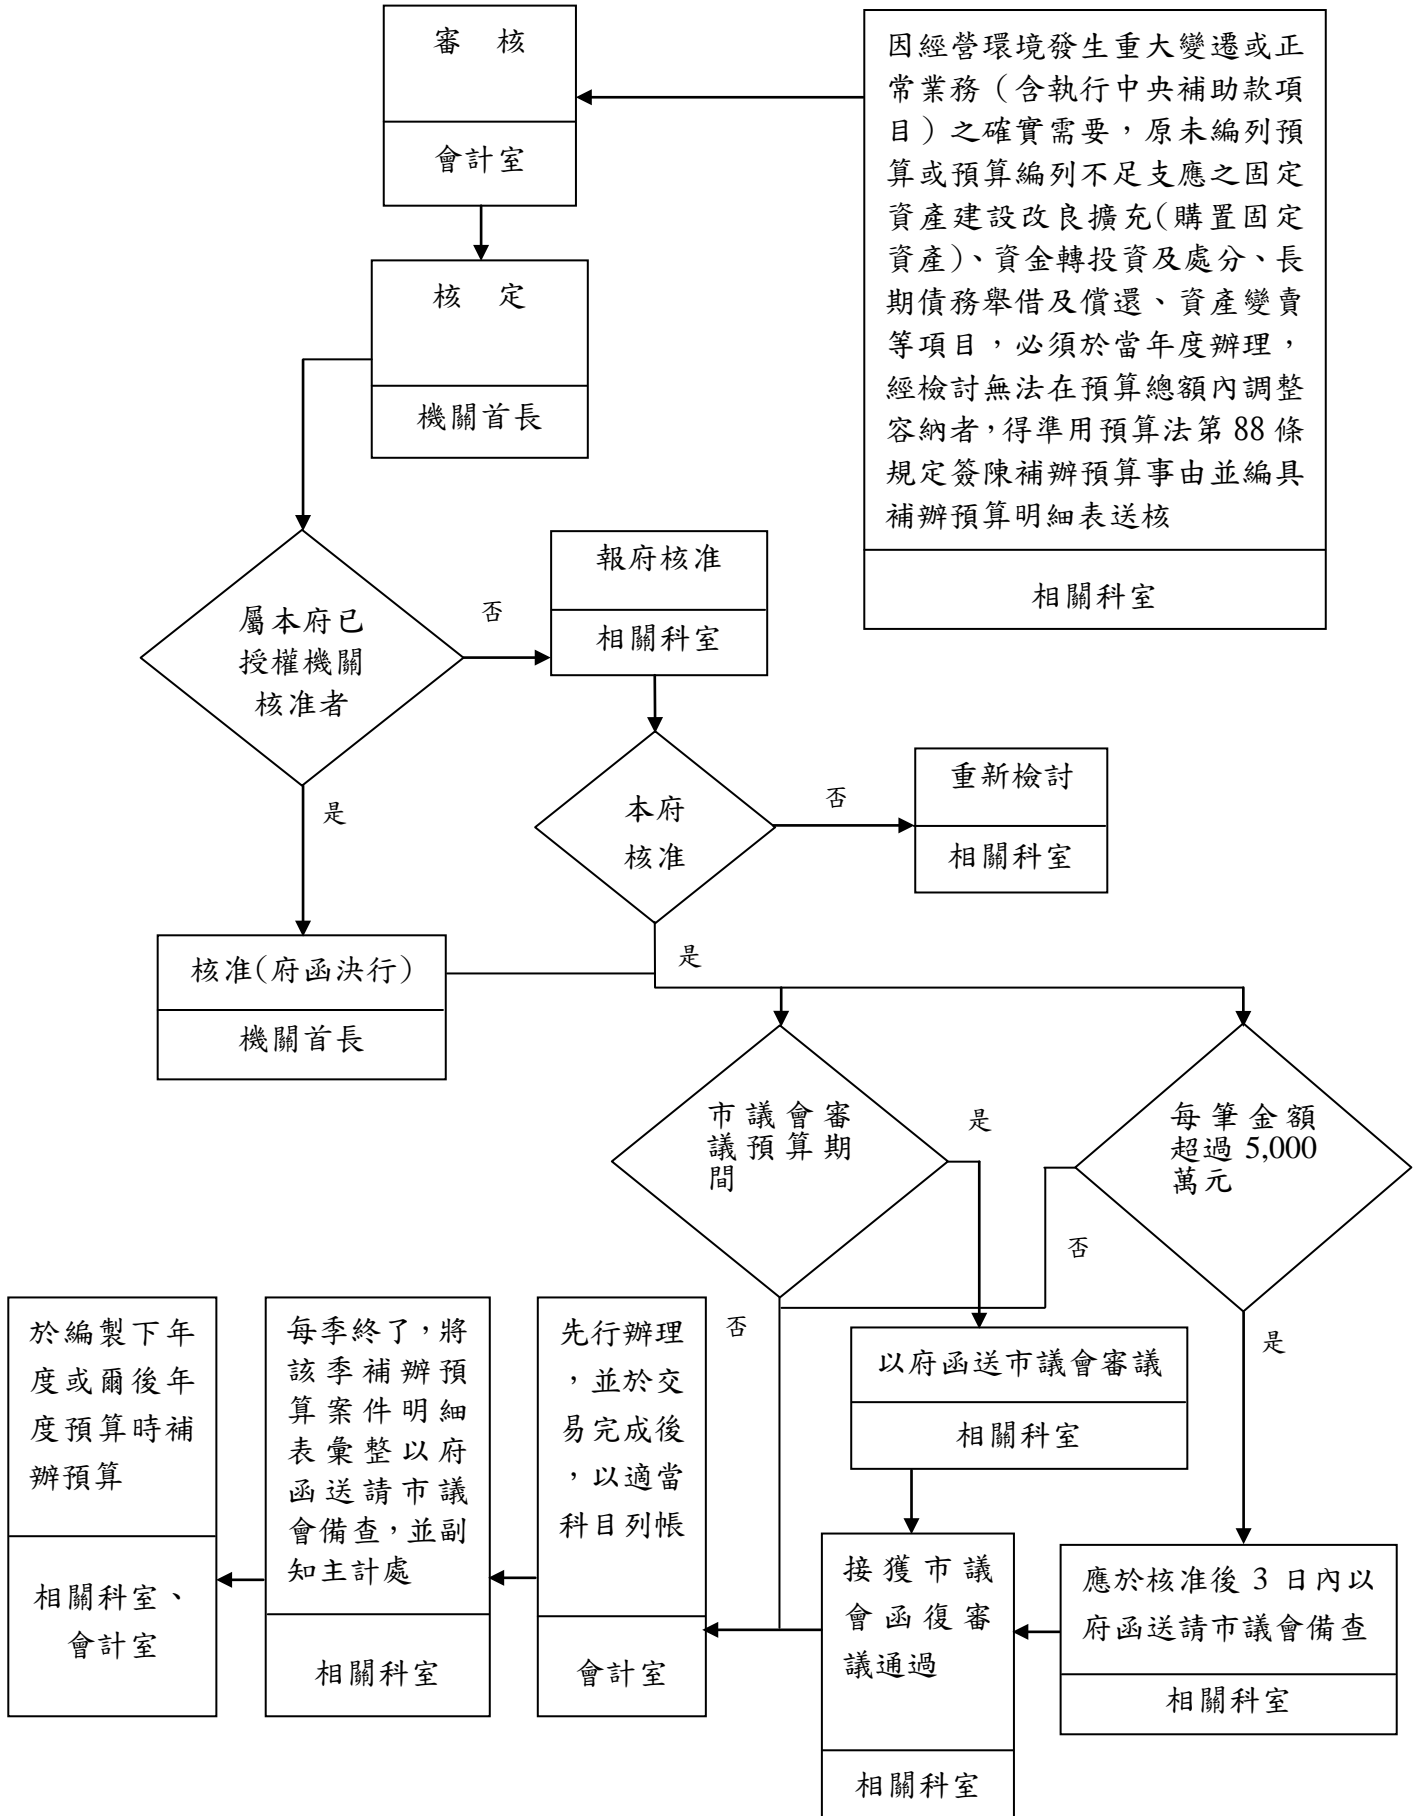 審　核
會計室
因經營環境發生重大變遷或正
常業務（含執行中央補助款項
目）之確實需要，原未編列預
算或預算編列不足支應之固定
資產建設改良擴充(購置固定
資產)、資金轉投資及處分、長
期債務舉借及償還、資產變賣
等項目，必須於當年度辦理，
經檢討無法在預算總額內調整
容納者，得準用預算法第 88 條
規定簽陳補辦預算事由並編具
補辦預算明細表送核
相關科室
核　定
機關首長
屬本府已
授權機關
核准者
否
報府核准
相關科室
是
本府
核准
否
重新檢討
相關科室
核准(府函決行)
機關首長
是
市議會審
議預算期
間
是
每筆金額
超過 5,000
萬元
否
否
是
以府函送市議會審議
相關科室
於編製下年
度或爾後年
度預算時補
辦預算
相關科室、
會計室
每季終了，將
該季補辦預
算案件明細
表彙整以府
函送請市議
會備查，並副
知主計處
相關科室
先行辦理
，並於交
易完成後
，以適當
科目列帳
會計室
接獲市議
會函復審
議通過
相關科室
應於核准後 3 日內以
府函送請市議會備查
相關科室